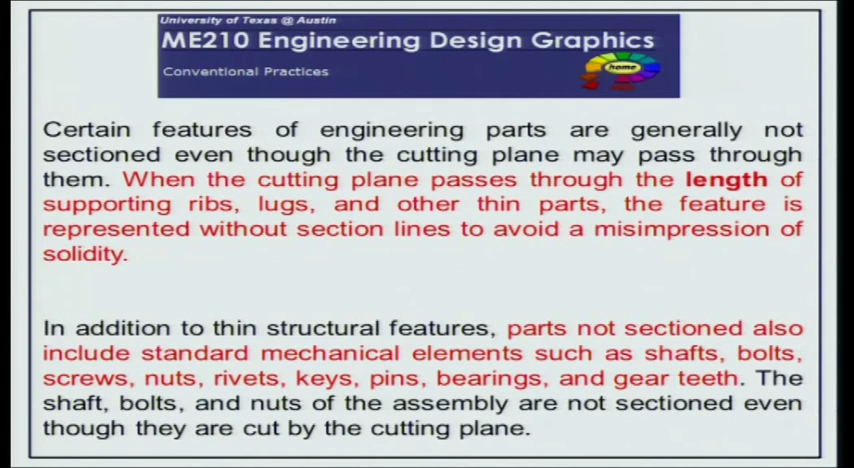 University of Texas @ Austin
ME210 Engineering Design Graphics
Conventional Practices
home
Certain features of engineering parts are generally not
sectioned even though the cutting plane may pass through
them. When the cutting plane passes through the length of
supporting ribs, lugs, and other thin parts, the feature is
represented without section lines to avoid a misimpression of
solidity.
In addition to thin structural features, parts not sectioned also
include standard mechanical elements such as shafts, bolts,
screws, nuts, rivets, keys, pins, bearings, and gear teeth. The
shaft, bolts, and nuts of the assembly are not sectioned even
though they are cut by the cutting plane.